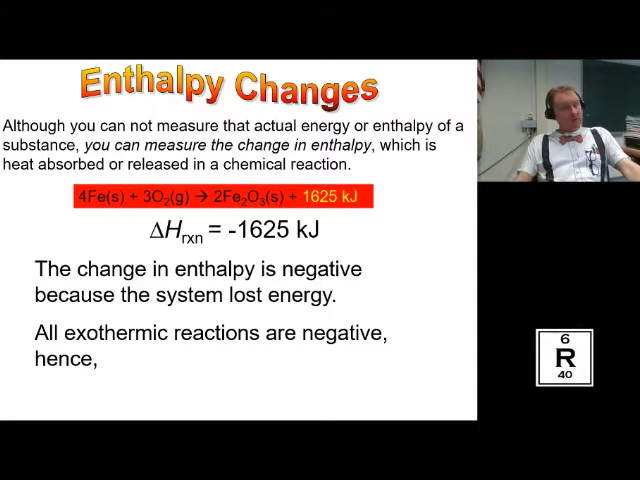 Enthalpy Changes
Although you can not measure that actual energy or enthalpy of a
substance, you can measure the change in enthalpy, which is
heat absorbed or released in a chemical reaction.
4Fe(s) + 3O₂(g) → 2Fe₂O₃(s) + 1625 kJ
ΔHrxn = -1625 kJ
The change in enthalpy is negative
because the system lost energy.
All exothermic reactions are negative,
hence,
6
R
40